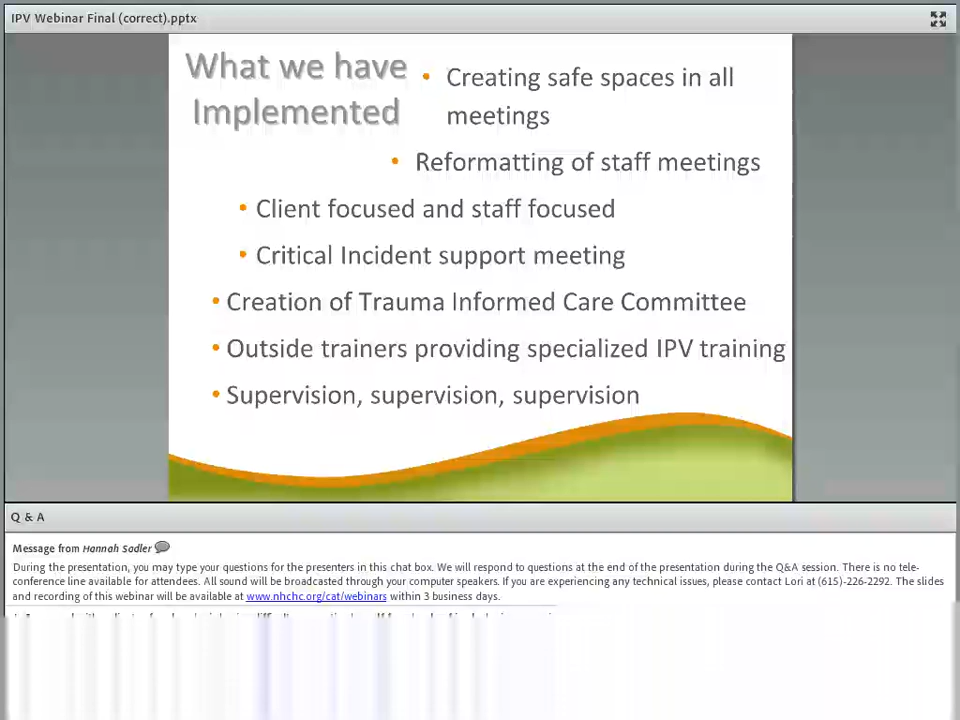 IPV Webinar Final (correct).pptx
What we have
Implemented
• Creating safe spaces in all
meetings
• Reformatting of staff meetings
• Client focused and staff focused
• Critical Incident support meeting
• Creation of Trauma Informed Care Committee
• Outside trainers providing specialized IPV training
• Supervision, supervision, supervision
Q & A
Message from Hannah Sadler
During the presentation, you may type your questions for the presenters in this chat box. We will respond to questions at the end of the presentation during the Q&A session. There is no tele-
conference line available for attendees. All sound will be broadcasted through your computer speakers. If you are experiencing any technical issues, please contact Lori at (615)-226-2292. The slides
and recording of this webinar will be available at www.nhchc.org/cat/webinars within 3 business days.